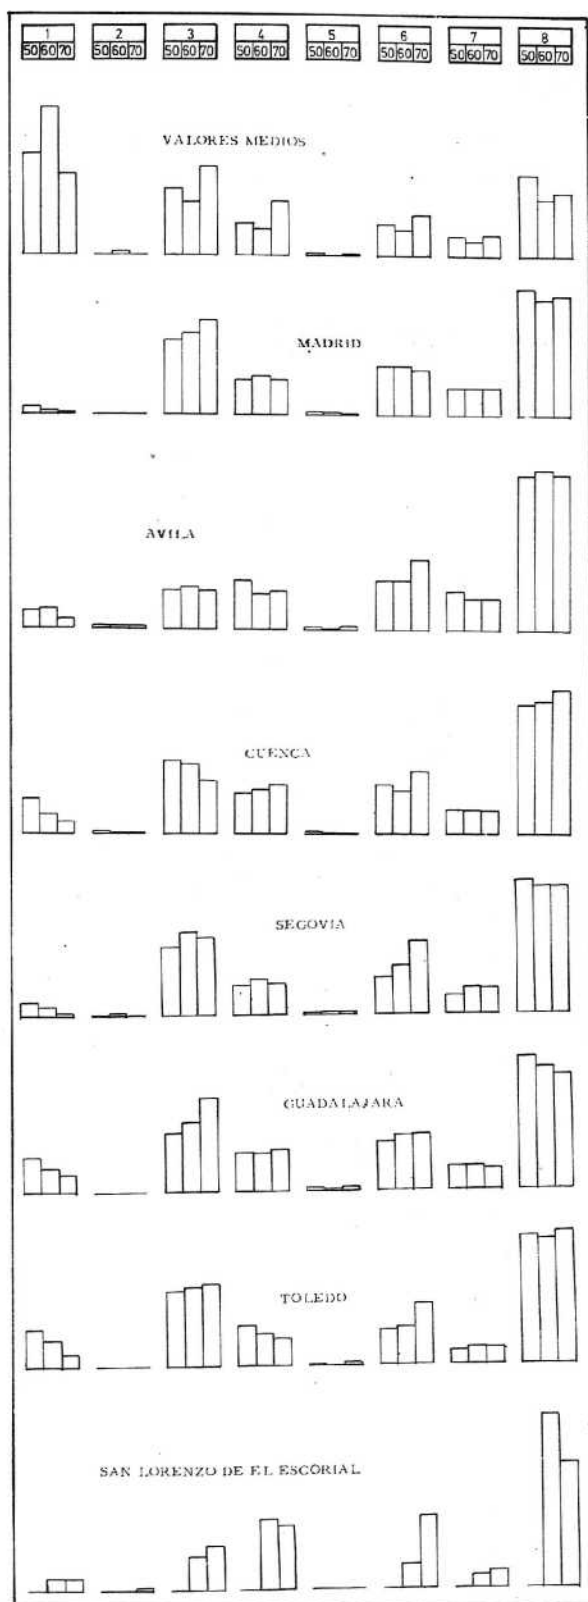 1 2 3 4 5 6 7 8
50 60 70 50 60 70 50 60 70 50 60 70 50 60 70 50 60 70 50 60 70 50 60 70
VALORES MEDIOS
MADRID
AVILA
CUENCA
SEGOVIA
GUADALAJARA
TOLEDO
SAN LORENZO DE EL ESCORIAL